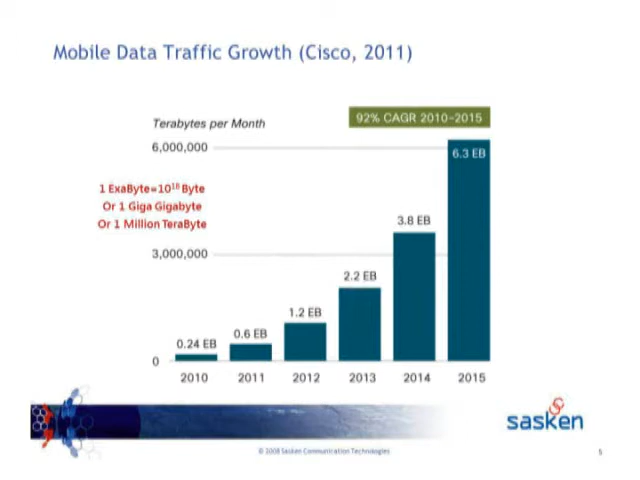 Mobile Data Traffic Growth (Cisco, 2011)
92% CAGR 2010–2015
Terabytes per Month
6,000,000
6.3 EB
1 ExaByte=10¹⁸ Byte
Or 1 Giga Gigabyte
Or 1 Million TeraByte
3.8 EB
3,000,000
2.2 EB
1.2 EB
0.6 EB
0.24 EB
0
2010 2011 2012 2013 2014 2015
sasken
© 2008 Sasken Communication Technologies
5